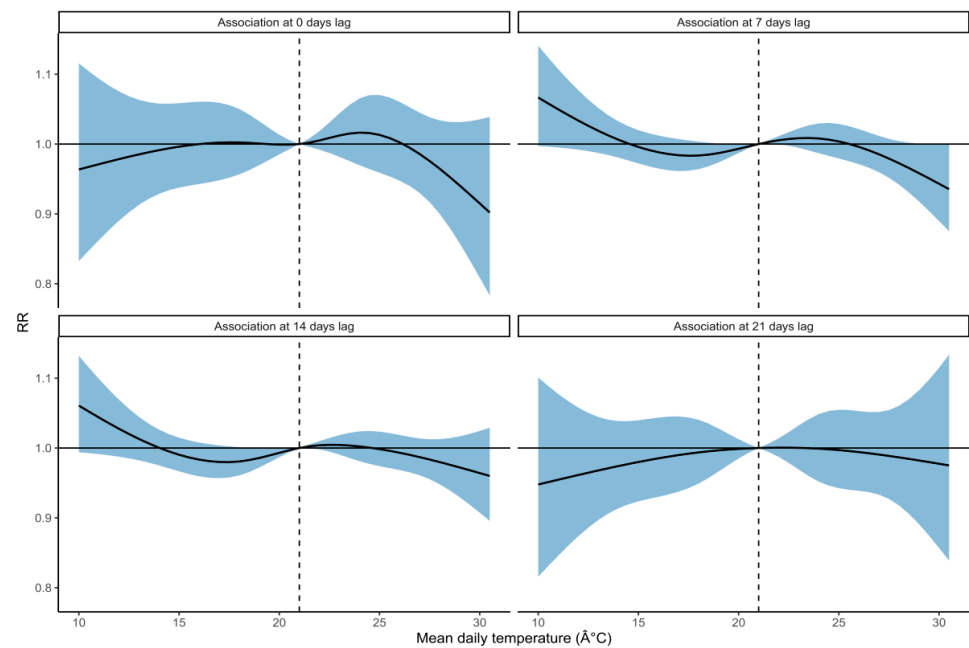 Association at 0 days lag
Association at 7 days lag
1.1
1.0
0.9
0.8
RR
Association at 14 days lag
Association at 21 days lag
1.1
1.0
0.9
0.8
10 15 20 25 30
10 15 20 25 30
Mean daily temperature (Â°C)